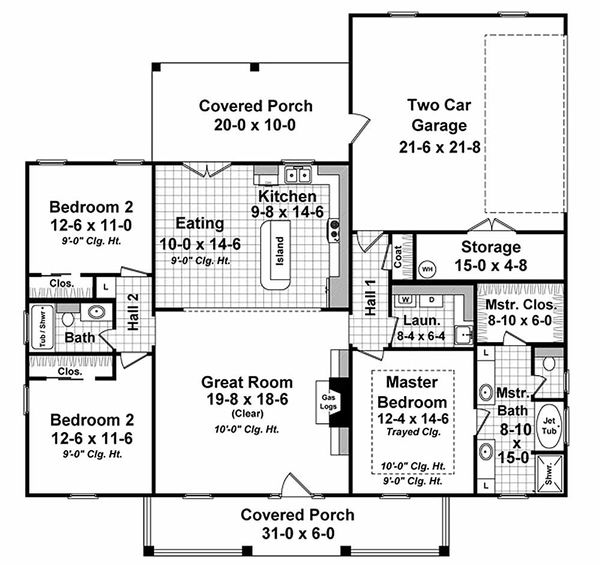 Covered Porch
20-0 x 10-0
Two Car
Garage
21-6 x 21-8
Bedroom 2
12-6 x 11-0
9'-0" Clg. Ht.
Kitchen
9-8 x 14-6
Eating
10-0 x 14-6
9'-0" Clg. Ht.
Island
Coat
Storage
15-0 x 4-8
WH
Clos.
L
Hall 2
Hall 1
W
D
Mstr. Clos.
8-10 x 6-0
Tub / Shwr.
Bath
Laun.
8-4 x 6-4
Clos.
Great Room
19-8 x 18-6
(Clear)
10'-0" Clg. Ht.
Gas
Logs
Master
Bedroom
12-4 x 14-6
Trayed Clg.
10'-0" Clg. Ht.
9'-0" Clg. Ht.
L
Mstr.
Bath
8-10
x
15-0
Jet
Tub
Shwr.
L
Bedroom 2
12-6 x 11-6
9'-0" Clg. Ht.
Covered Porch
31-0 x 6-0